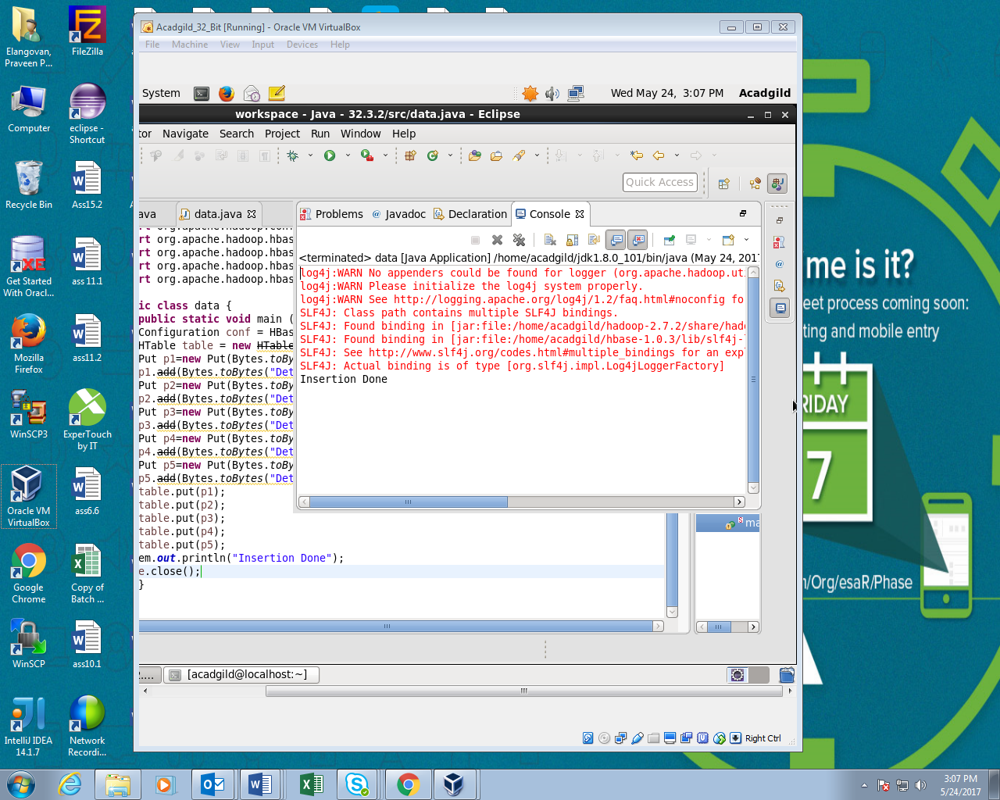 Elangovan, Praveen P...
FileZilla
Computer
eclipse - Shortcut
Recycle Bin
Ass15.2
Get Started With Oracl...
ass 11.1
Mozilla Firefox
ass11.2
WinSCP3
ExperTouch by IT
Oracle VM VirtualBox
ass6.6
Google Chrome
Copy of Batch ...
WinSCP
ass10.1
IntelliJ IDEA 14.1.7
Network Recordi...
Acadgild_32_Bit [Running] - Oracle VM VirtualBox
File Machine View Input Devices Help
System
Wed May 24, 3:07 PM Acadgild
workspace - Java - 32.3.2/src/data.java - Eclipse
tor Navigate Search Project Run Window Help
Quick Access
ava data.java
Problems Javadoc Declaration Console
<terminated> data [Java Application] /home/acadgild/jdk1.8.0_101/bin/java (May 24, 2017
log4j:WARN No appenders could be found for logger (org.apache.hadoop.ut
log4j:WARN Please initialize the log4j system properly.
log4j:WARN See http://logging.apache.org/log4j/1.2/faq.html#noconfig fo
SLF4J: Class path contains multiple SLF4J bindings.
SLF4J: Found binding in [jar:file:/home/acadgild/hadoop-2.7.2/share/had
SLF4J: Found binding in [jar:file:/home/acadgild/hbase-1.0.3/lib/slf4j-
SLF4J: See http://www.slf4j.org/codes.html#multiple_bindings for an exp
SLF4J: Actual binding is of type [org.slf4j.impl.Log4jLoggerFactory]
Insertion Done
rt org.apache.hadoop.hbas
rt org.apache.hadoop.hbas
rt org.apache.hadoop.hbas
rt org.apache.hadoop.hbas
ic class data {
public static void main (
Configuration conf = HBas
HTable table = new HTable
Put p1=new Put(Bytes.toBy
p1.add(Bytes.toBytes("Det
Put p2=new Put(Bytes.toBy
p2.add(Bytes.toBytes("Det
Put p3=new Put(Bytes.toBy
p3.add(Bytes.toBytes("Det
Put p4=new Put(Bytes.toBy
p4.add(Bytes.toBytes("Det
Put p5=new Put(Bytes.toBy
p5.add(Bytes.toBytes("Det
table.put(p1);
table.put(p2);
table.put(p3);
table.put(p4);
table.put(p5);
em.out.println("Insertion Done");
e.close();
}
ma
[acadgild@localhost:~]
Right Ctrl
me is it?
eet process coming soon:
ting and mobile entry
RIDAY
7
n/Org/esaR/Phase
3:07 PM
5/24/2017